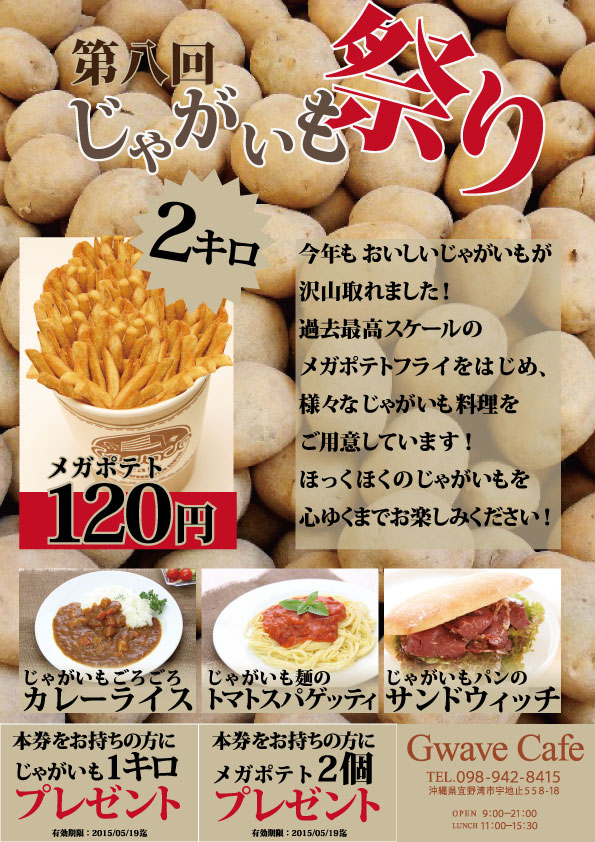 第八回
じゃがいも祭り
2キロ
今年も おいしいじゃがいもが
沢山取れました！
過去最高スケールの
メガポテトフライをはじめ、
様々なじゃがいも料理を
ご用意しています！
ほっくほくのじゃがいもを
心ゆくまでお楽しみください！
メガポテト
120円
じゃがいもごろごろ
カレーライス
じゃがいも麺の
トマトスパゲッティ
じゃがいもパンの
サンドウィッチ
本券をお持ちの方に
じゃがいも1キロ
プレゼント
有効期限：2015/05/19迄
本券をお持ちの方に
メガポテト2個
プレゼント
有効期限：2015/05/19迄
Gwave Cafe
TEL.098-942-8415
沖縄県宜野湾市宇地止558-18
OPEN 9:00−21:00
LUNCH 11:00−15:30